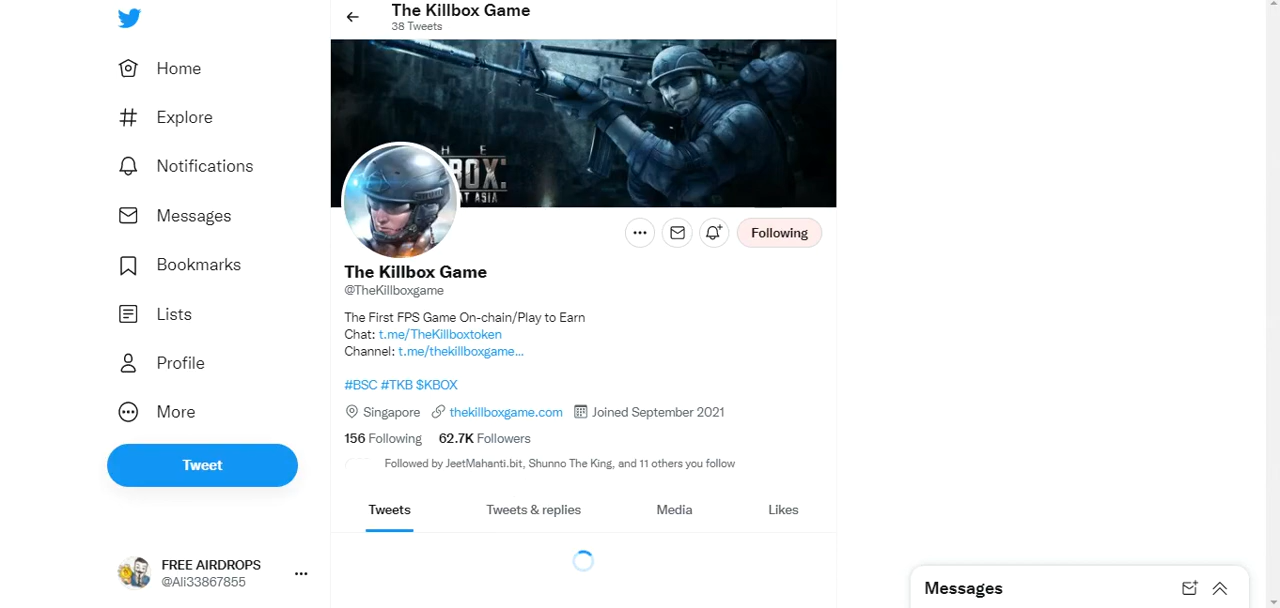 The Killbox Game
38 Tweets
Home
Explore
Notifications
Messages
Bookmarks
Lists
Profile
More
Tweet
FREE AIRDROPS
@Ali33867855
H E
BOX:
AT ASIA
Following
The Killbox Game
@TheKillboxgame
The First FPS Game On-chain/Play to Earn
Chat: t.me/TheKillboxtoken
Channel: t.me/thekillboxgame...
#BSC #TKB $KBOX
Singapore thekillboxgame.com Joined September 2021
156 Following 62.7K Followers
Followed by JeetMahanti.bit, Shunno The King, and 11 others you follow
Tweets Tweets & replies Media Likes
Messages